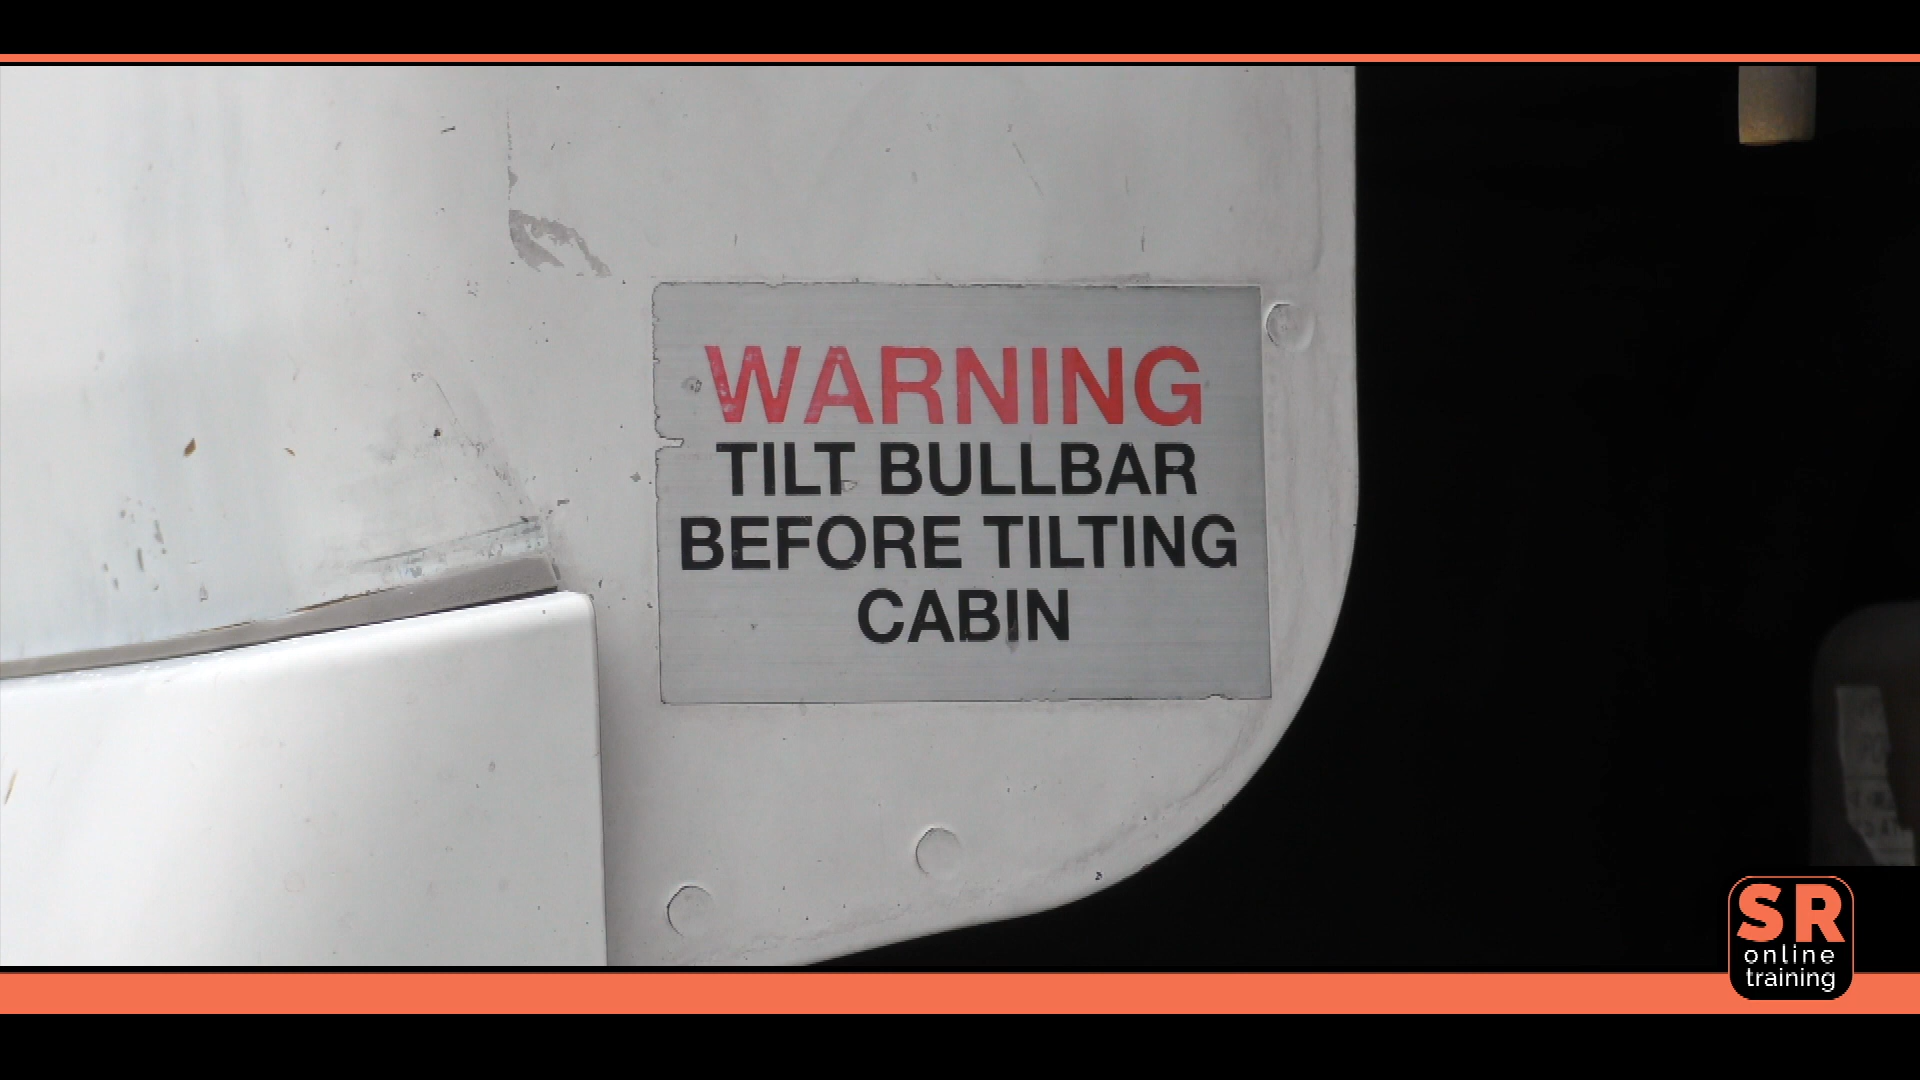 WARNING
TILT BULLBAR
BEFORE TILTING
CABIN
SR
online
training